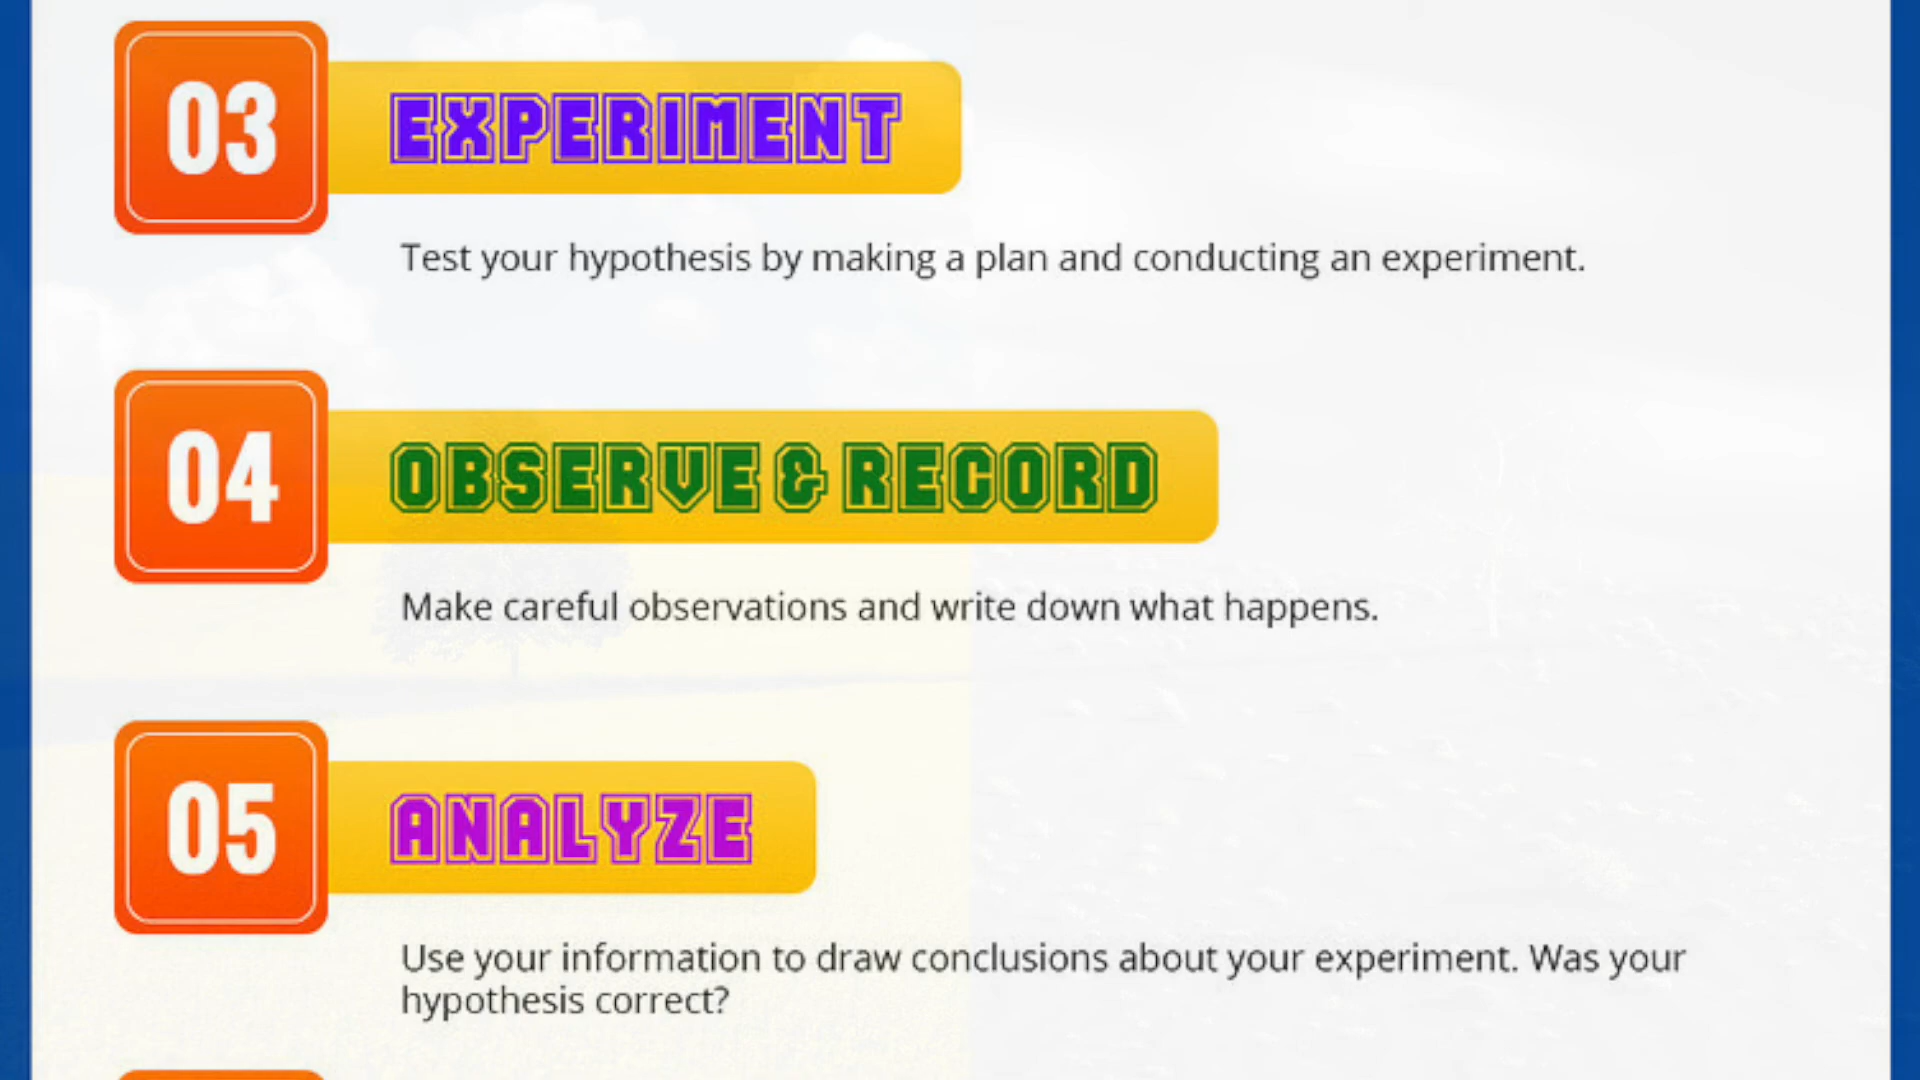 03
EXPERIMENT
Test your hypothesis by making a plan and conducting an experiment.
04
OBSERVE & RECORD
Make careful observations and write down what happens.
05
ANALYZE
Use your information to draw conclusions about your experiment. Was your
hypothesis correct?